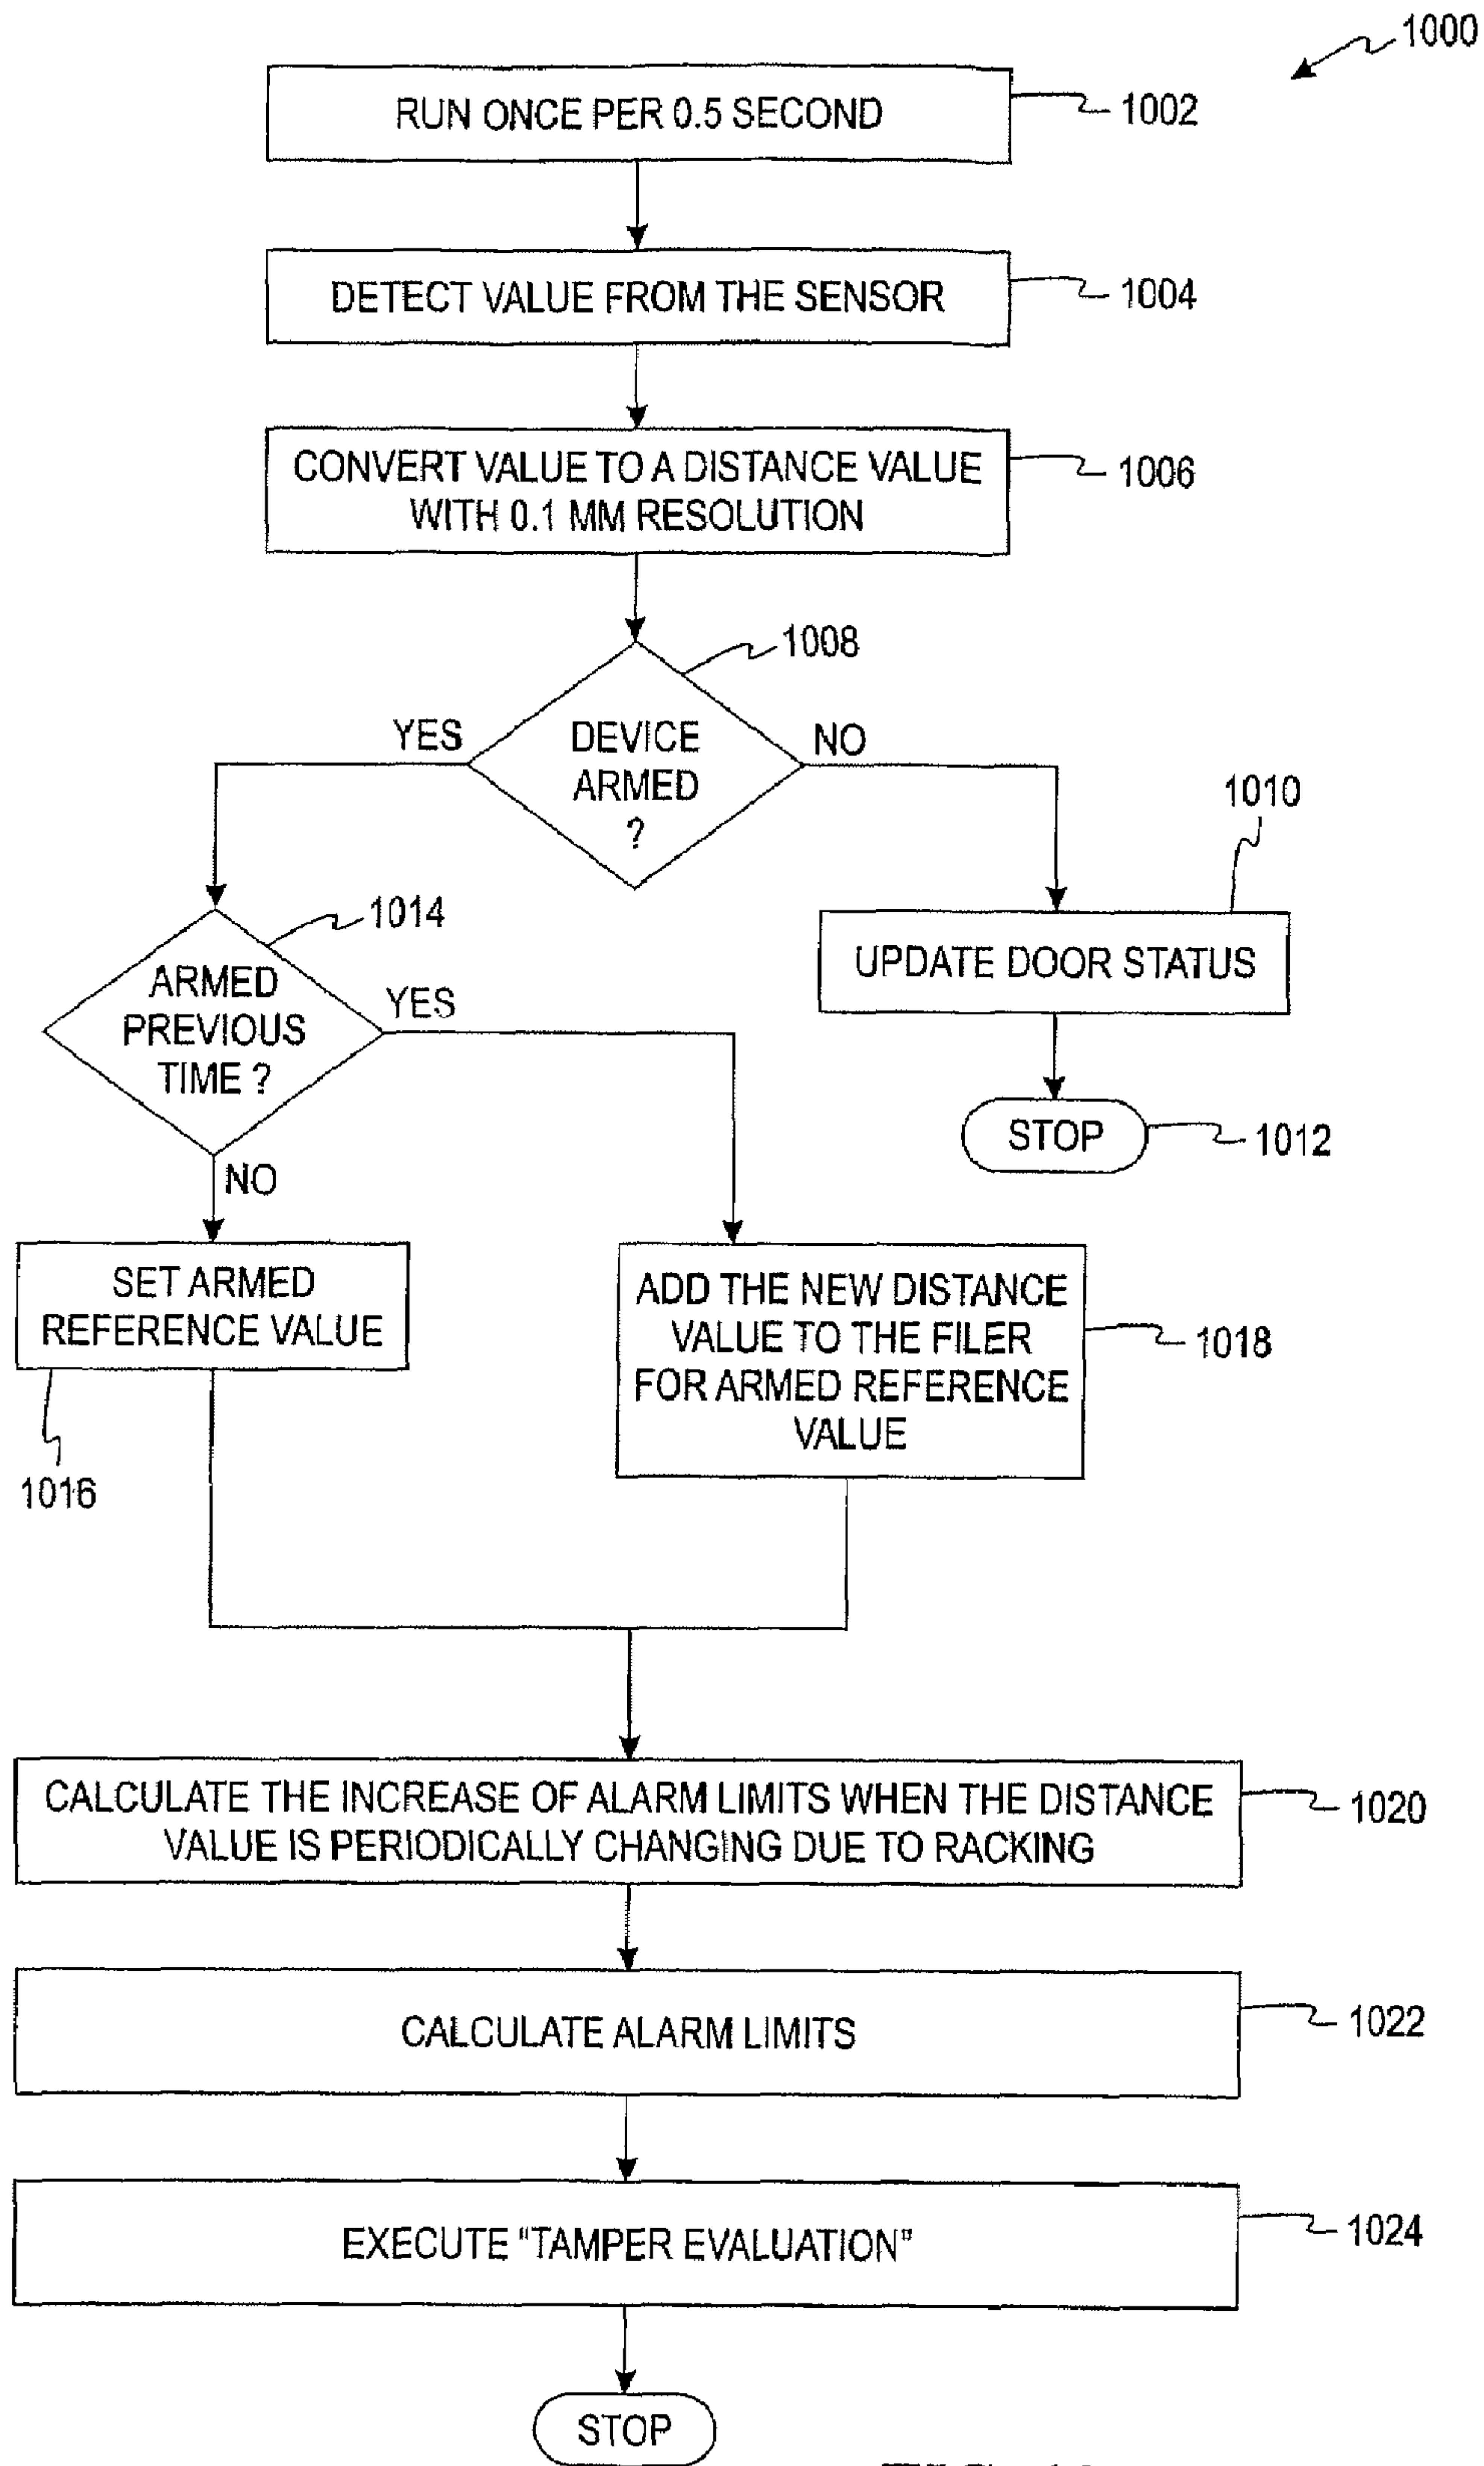 1000
RUN ONCE PER 0.5 SECOND
1002
DETECT VALUE FROM THE SENSOR
1004
CONVERT VALUE TO A DISTANCE VALUE
WITH 0.1 MM RESOLUTION
1006
1008
DEVICE
ARMED
?
YES
NO
1010
UPDATE DOOR STATUS
STOP
1012
1014
ARMED
PREVIOUS
TIME ?
YES
NO
SET ARMED
REFERENCE VALUE
1016
ADD THE NEW DISTANCE
VALUE TO THE FILER
FOR ARMED REFERENCE
VALUE
1018
CALCULATE THE INCREASE OF ALARM LIMITS WHEN THE DISTANCE
VALUE IS PERIODICALLY CHANGING DUE TO RACKING
1020
CALCULATE ALARM LIMITS
1022
EXECUTE "TAMPER EVALUATION"
1024
STOP